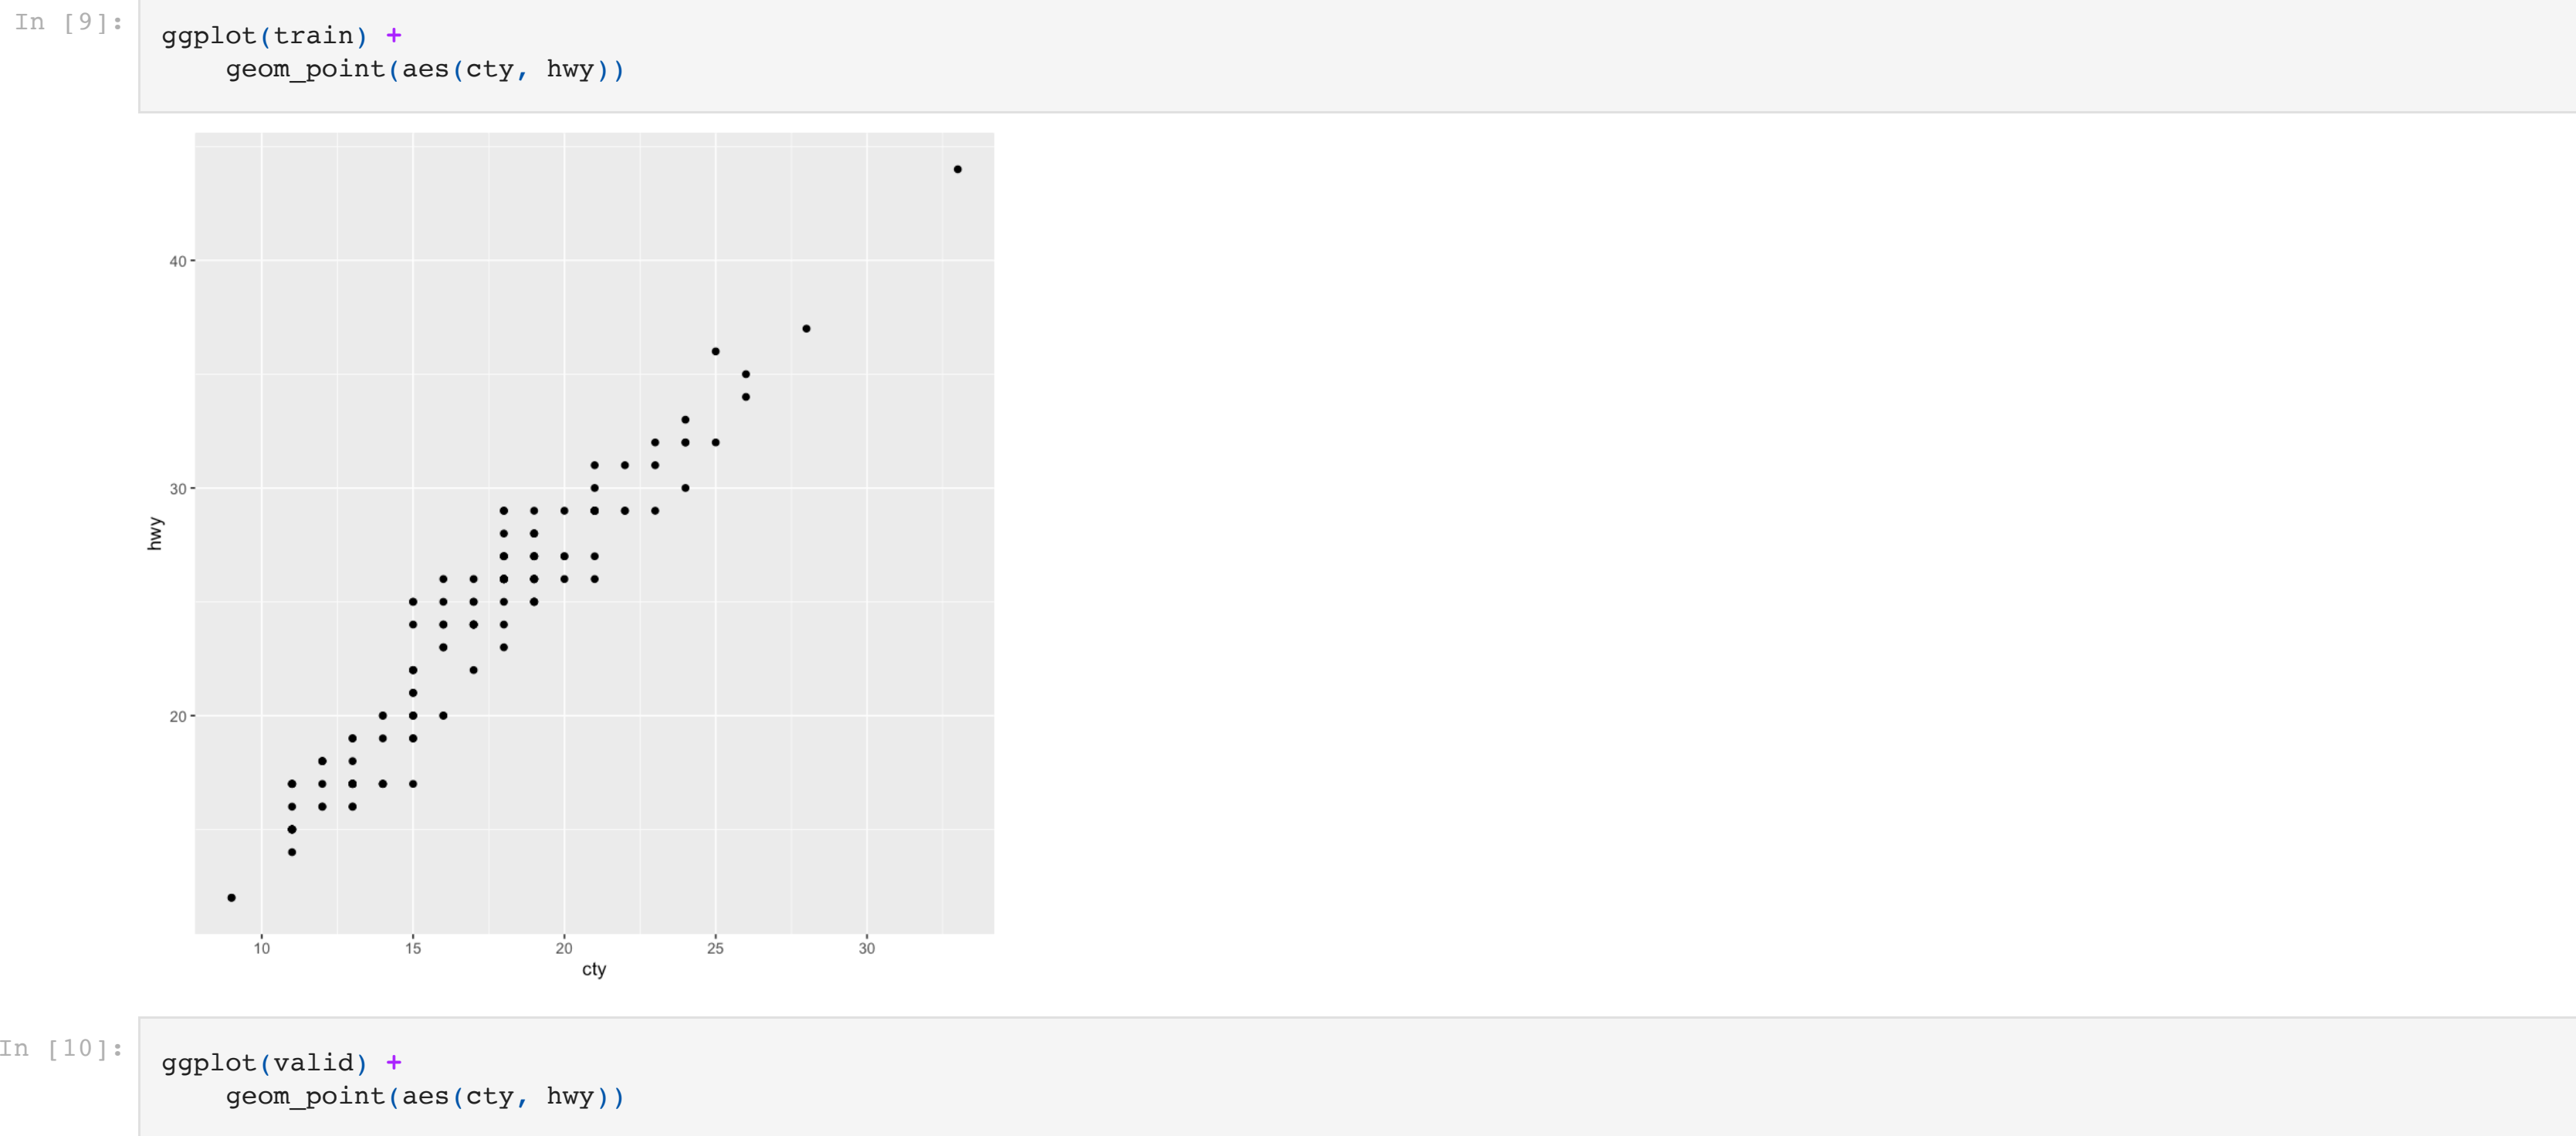 In [9]:
ggplot(train) +
    geom_point(aes(cty, hwy))
40
30
20
hwy
10 15 20 25 30
cty
In [10]:
ggplot(valid) +
    geom_point(aes(cty, hwy))